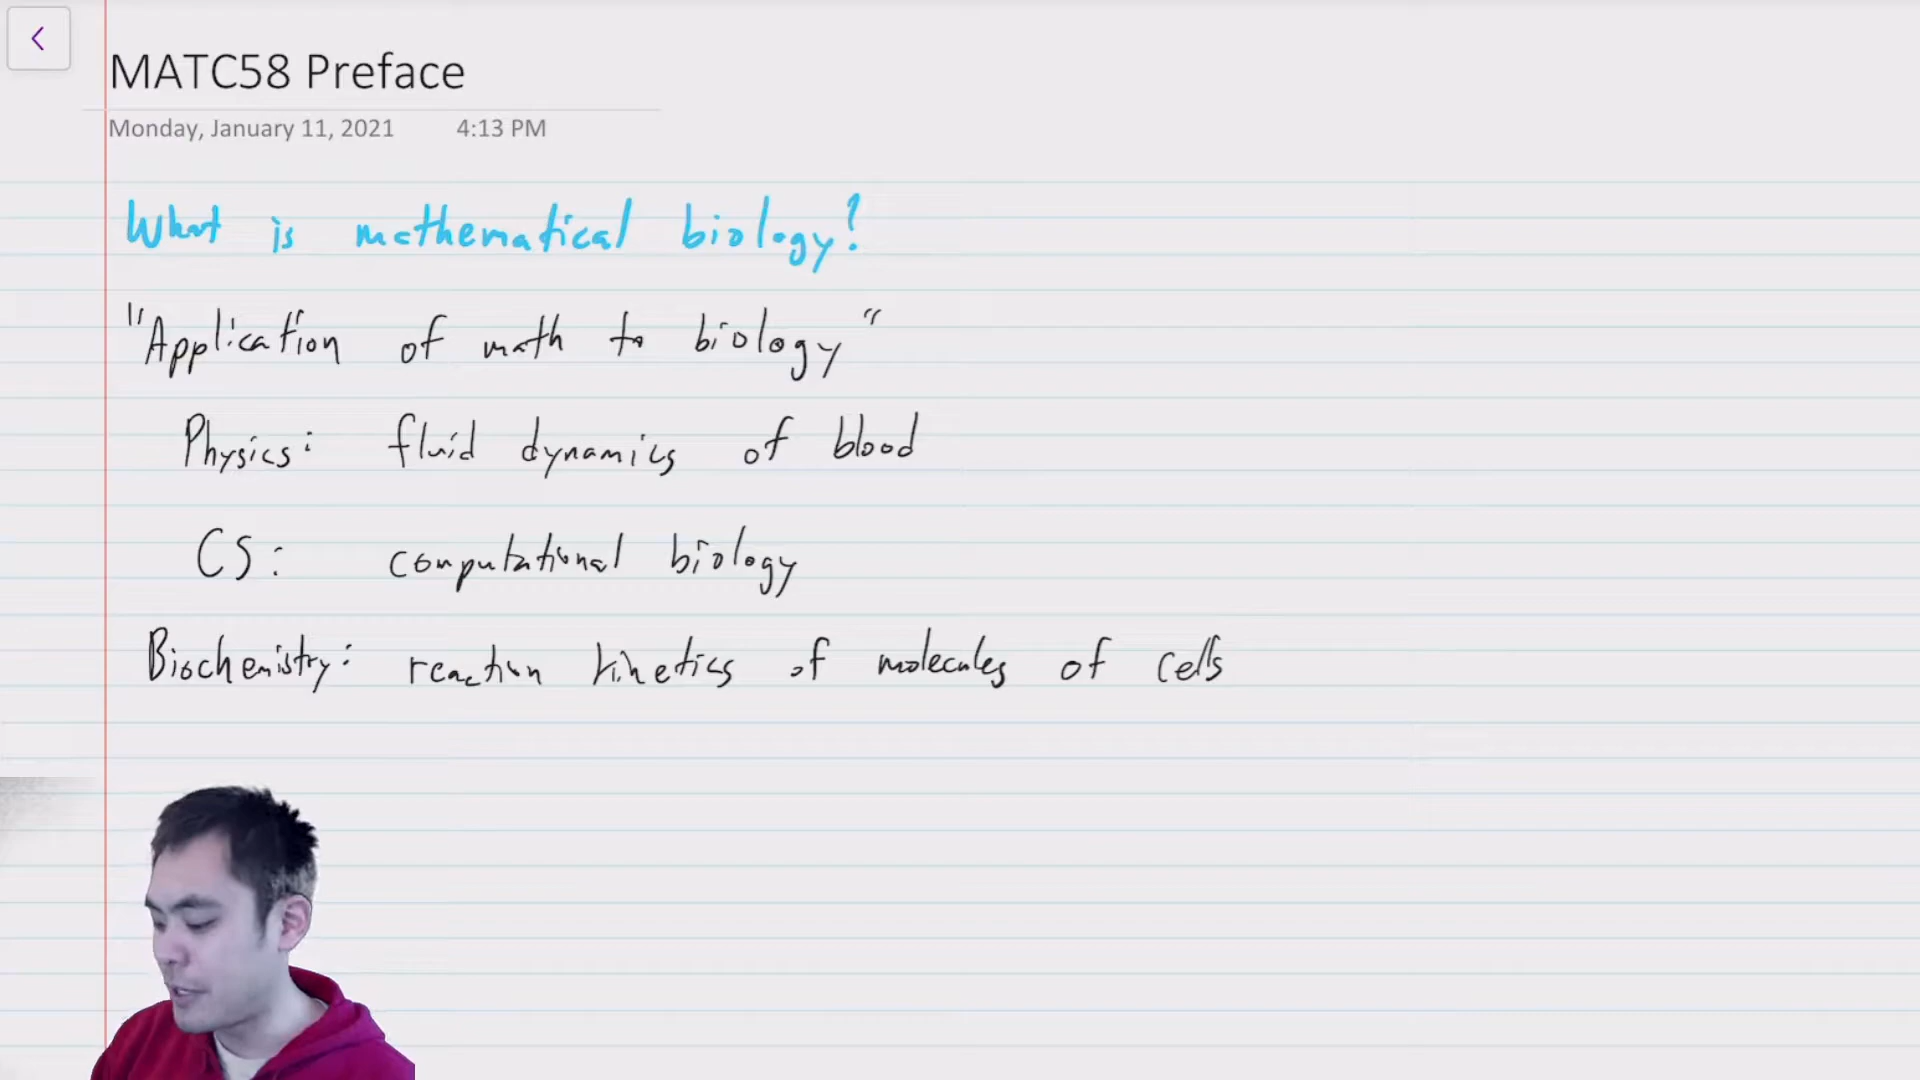 MATC58 Preface
Monday, January 11, 2021 4:13 PM
What is mathematical biology?
"Application of math to biology"
Physics: fluid dynamics of blood
CS: computational biology
Biochemistry: reaction kinetics of molecules of cells